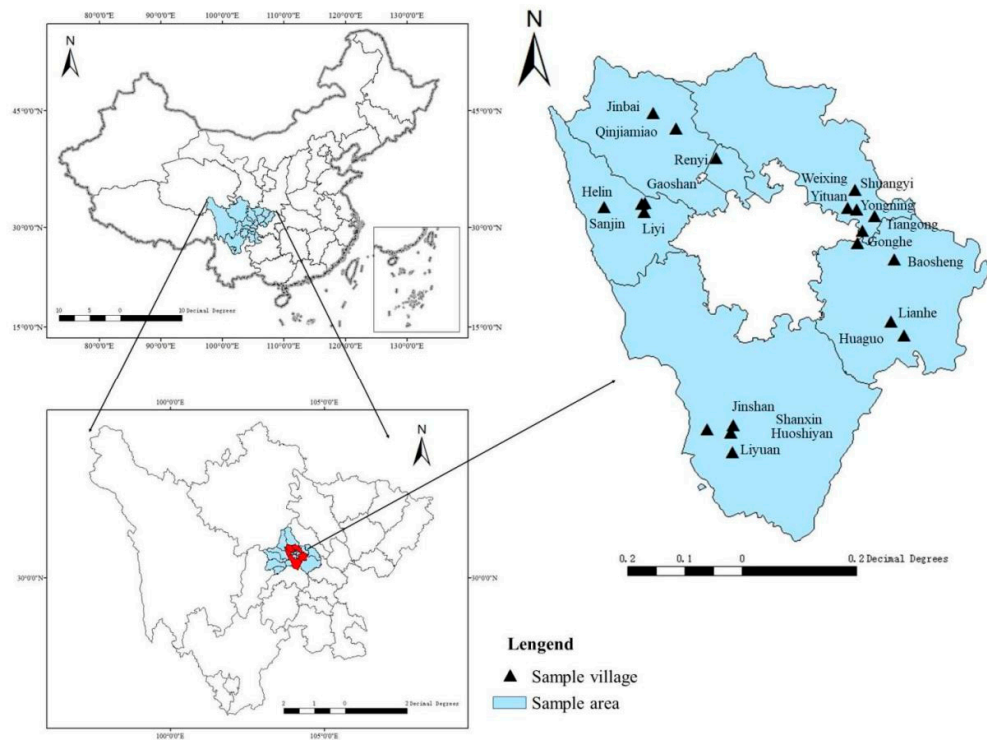 80°0'0"E 90°0'0"E 100°0'0"E 110°0'0"E 120°0'0"E 130°0'0"E
N
45°0'0"N
45°0'0"N
30°0'0"N
30°0'0"N
15°0'0"N
15°0'0"N
10 5 0 10 Decimal Degrees
80°0'0"E 90°0'0"E 100°0'0"E 110°0'0"E 120°0'0"E 130°0'0"E
100°0'0"E 105°0'0"E
N
30°0'0"N
30°0'0"N
2 1 0 2 Decimal Degrees
100°0'0"E 105°0'0"E
N
Jinbai
Qinjiamiao
Renyi
Gaoshan
Helin
Sanjin
Liyi
Weixing
Shuangyi
Yituan
Yongning
Tiangong
Gonghe
Baosheng
Lianhe
Huaguo
Jinshan
Shanxin
Huoshiyan
Liyuan
0.2 0.1 0 0.2 Decimal Degrees
Lengend
Sample village
Sample area